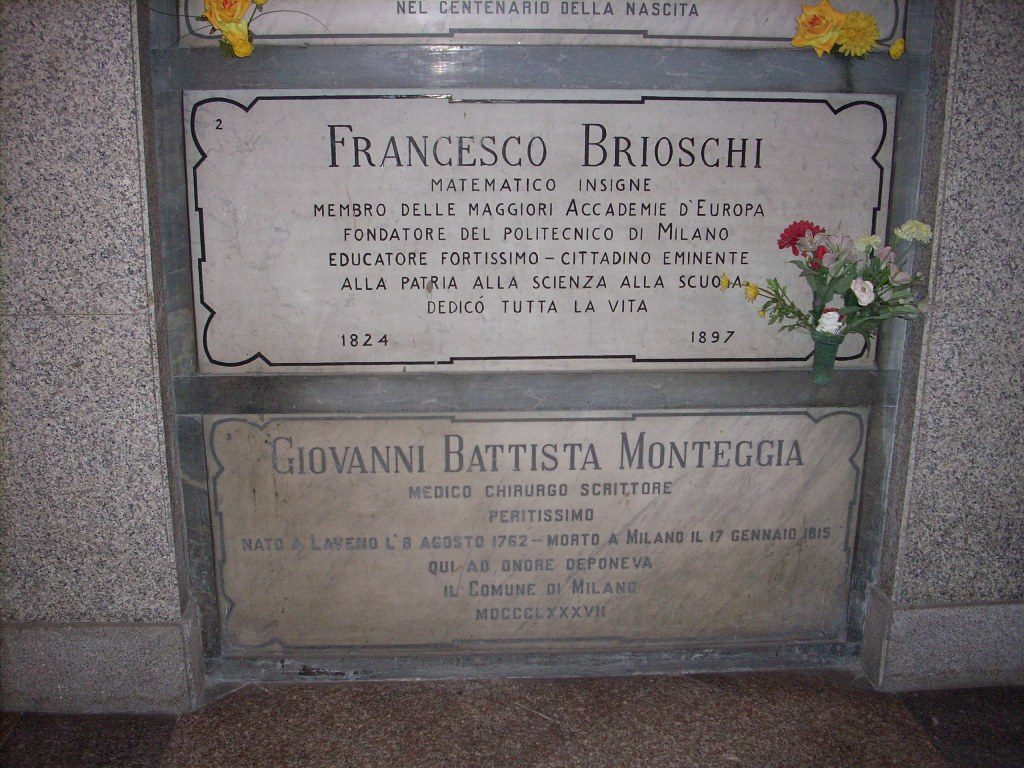 NEL CENTENARIO DELLA NASCITA
2
FRANCESCO BRIOSCHI
MATEMATICO INSIGNE
MEMBRO DELLE MAGGIORI ACCADEMIE D'EUROPA
FONDATORE DEL POLITECNICO DI MILANO
EDUCATORE FORTISSIMO - CITTADINO EMINENTE
ALLA PATRIA ALLA SCIENZA ALLA SCUOLA
DEDICÓ TUTTA LA VITA
1824 1897
GIOVANNI BATTISTA MONTEGGIA
MEDICO CHIRURGO SCRITTORE
PERITISSIMO
NATO A LAVENO L'8 AGOSTO 1762 - MORTO A MILANO IL 17 GENNAIO 1815
QUI AD ONORE DEPONEVA
IL COMUNE DI MILANO
MDCCCLXXXVII